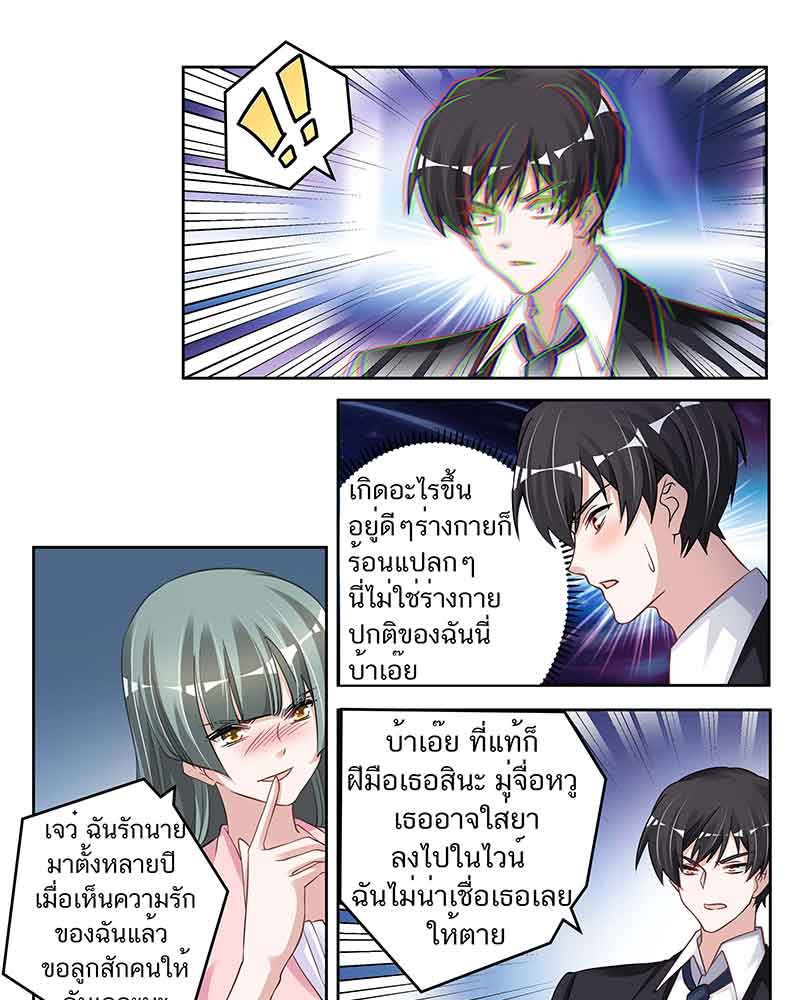 !!
เกิดอะไรขึ้น
อยู่ดีๆร่างกายก็
ร้อนแปลกๆ
นี่ไม่ใช่ร่างกาย
ปกติของฉันนี่
บ้าเอ๊ย
บ้าเอ๊ย ที่แท้ก็
ฝีมือเธอสินะ มู่จื่อหวู
เธออาจใส่ยา
ลงไปในไวน์
ฉันไม่น่าเชื่อเธอเลย
ให้ตาย
เจว๋ ฉันรักนาย
มาตั้งหลายปี
เมื่อเห็นความรัก
ของฉันแล้ว
ขอลูกสักคนให้